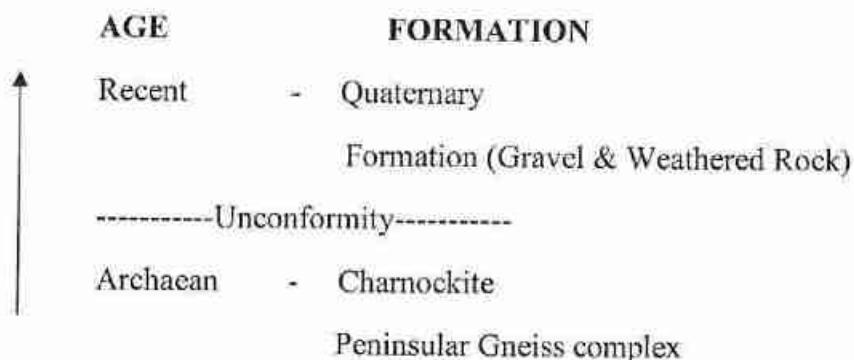 AGE FORMATION
Recent - Quaternary
Formation (Gravel & Weathered Rock)
-----------Unconformity-----------
Archaean - Charnockite
Peninsular Gneiss complex